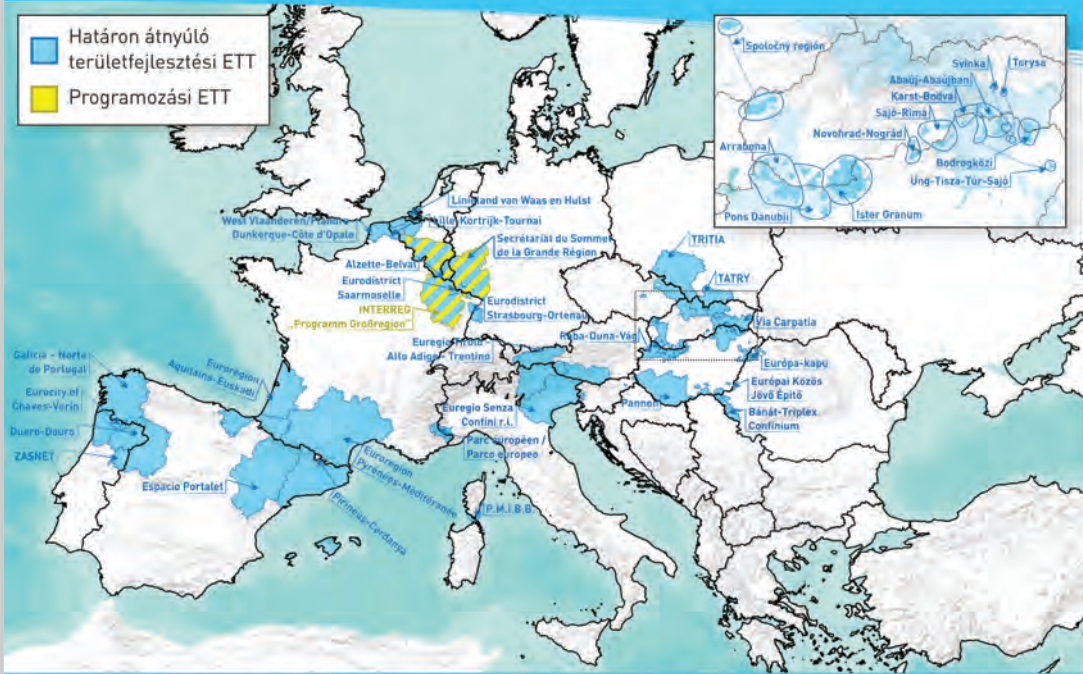 Határon átnyúló
területfejlesztési ETT
Programozási ETT
Spoločný región
Svinka
Torysa
Abaúj-Abaújban
Karst-Bodva
Sajó-Rima
Novohrad-Nográd
Arrabona
Bodrogközi
Ung-Tisza-Túr-Sajó
Pons Danubii
Ister Granum
Linieland van Waas en Hulst
West Vlaanderen/
Dunkerque-Côte d'Opale
Lille-Kortrijk-Tournai
Secrétariat du Sommet
de la Grande Région
Alzette-Belval
Eurodistrict
Saarmoselle
INTERREG
„Programm Großregion"
Eurodistrict
Strasbourg-Ortenau
TRITIA
TATRY
Via Carpatia
Rába-Duna-Vág
Európa-kapu
Euregio Tirolo -
Alto Adige - Trentino
Európai Közös
Jövő Építő
Pannon
Bánát-Triplex
Confinium
Euregio Senza
Confini r.l.
Parc européen /
Parco europeo
Galicia - Norte
de Portugal
Eurorégion
Aquitaine-Euskadi
Eurocity of
Chaves-Verín
Duero-Douro
ZASNET
Espacio Portalet
Euroregion
Pyrénées-Méditéranée
Pirineus-Cerdanya
P.M.I.B.B.